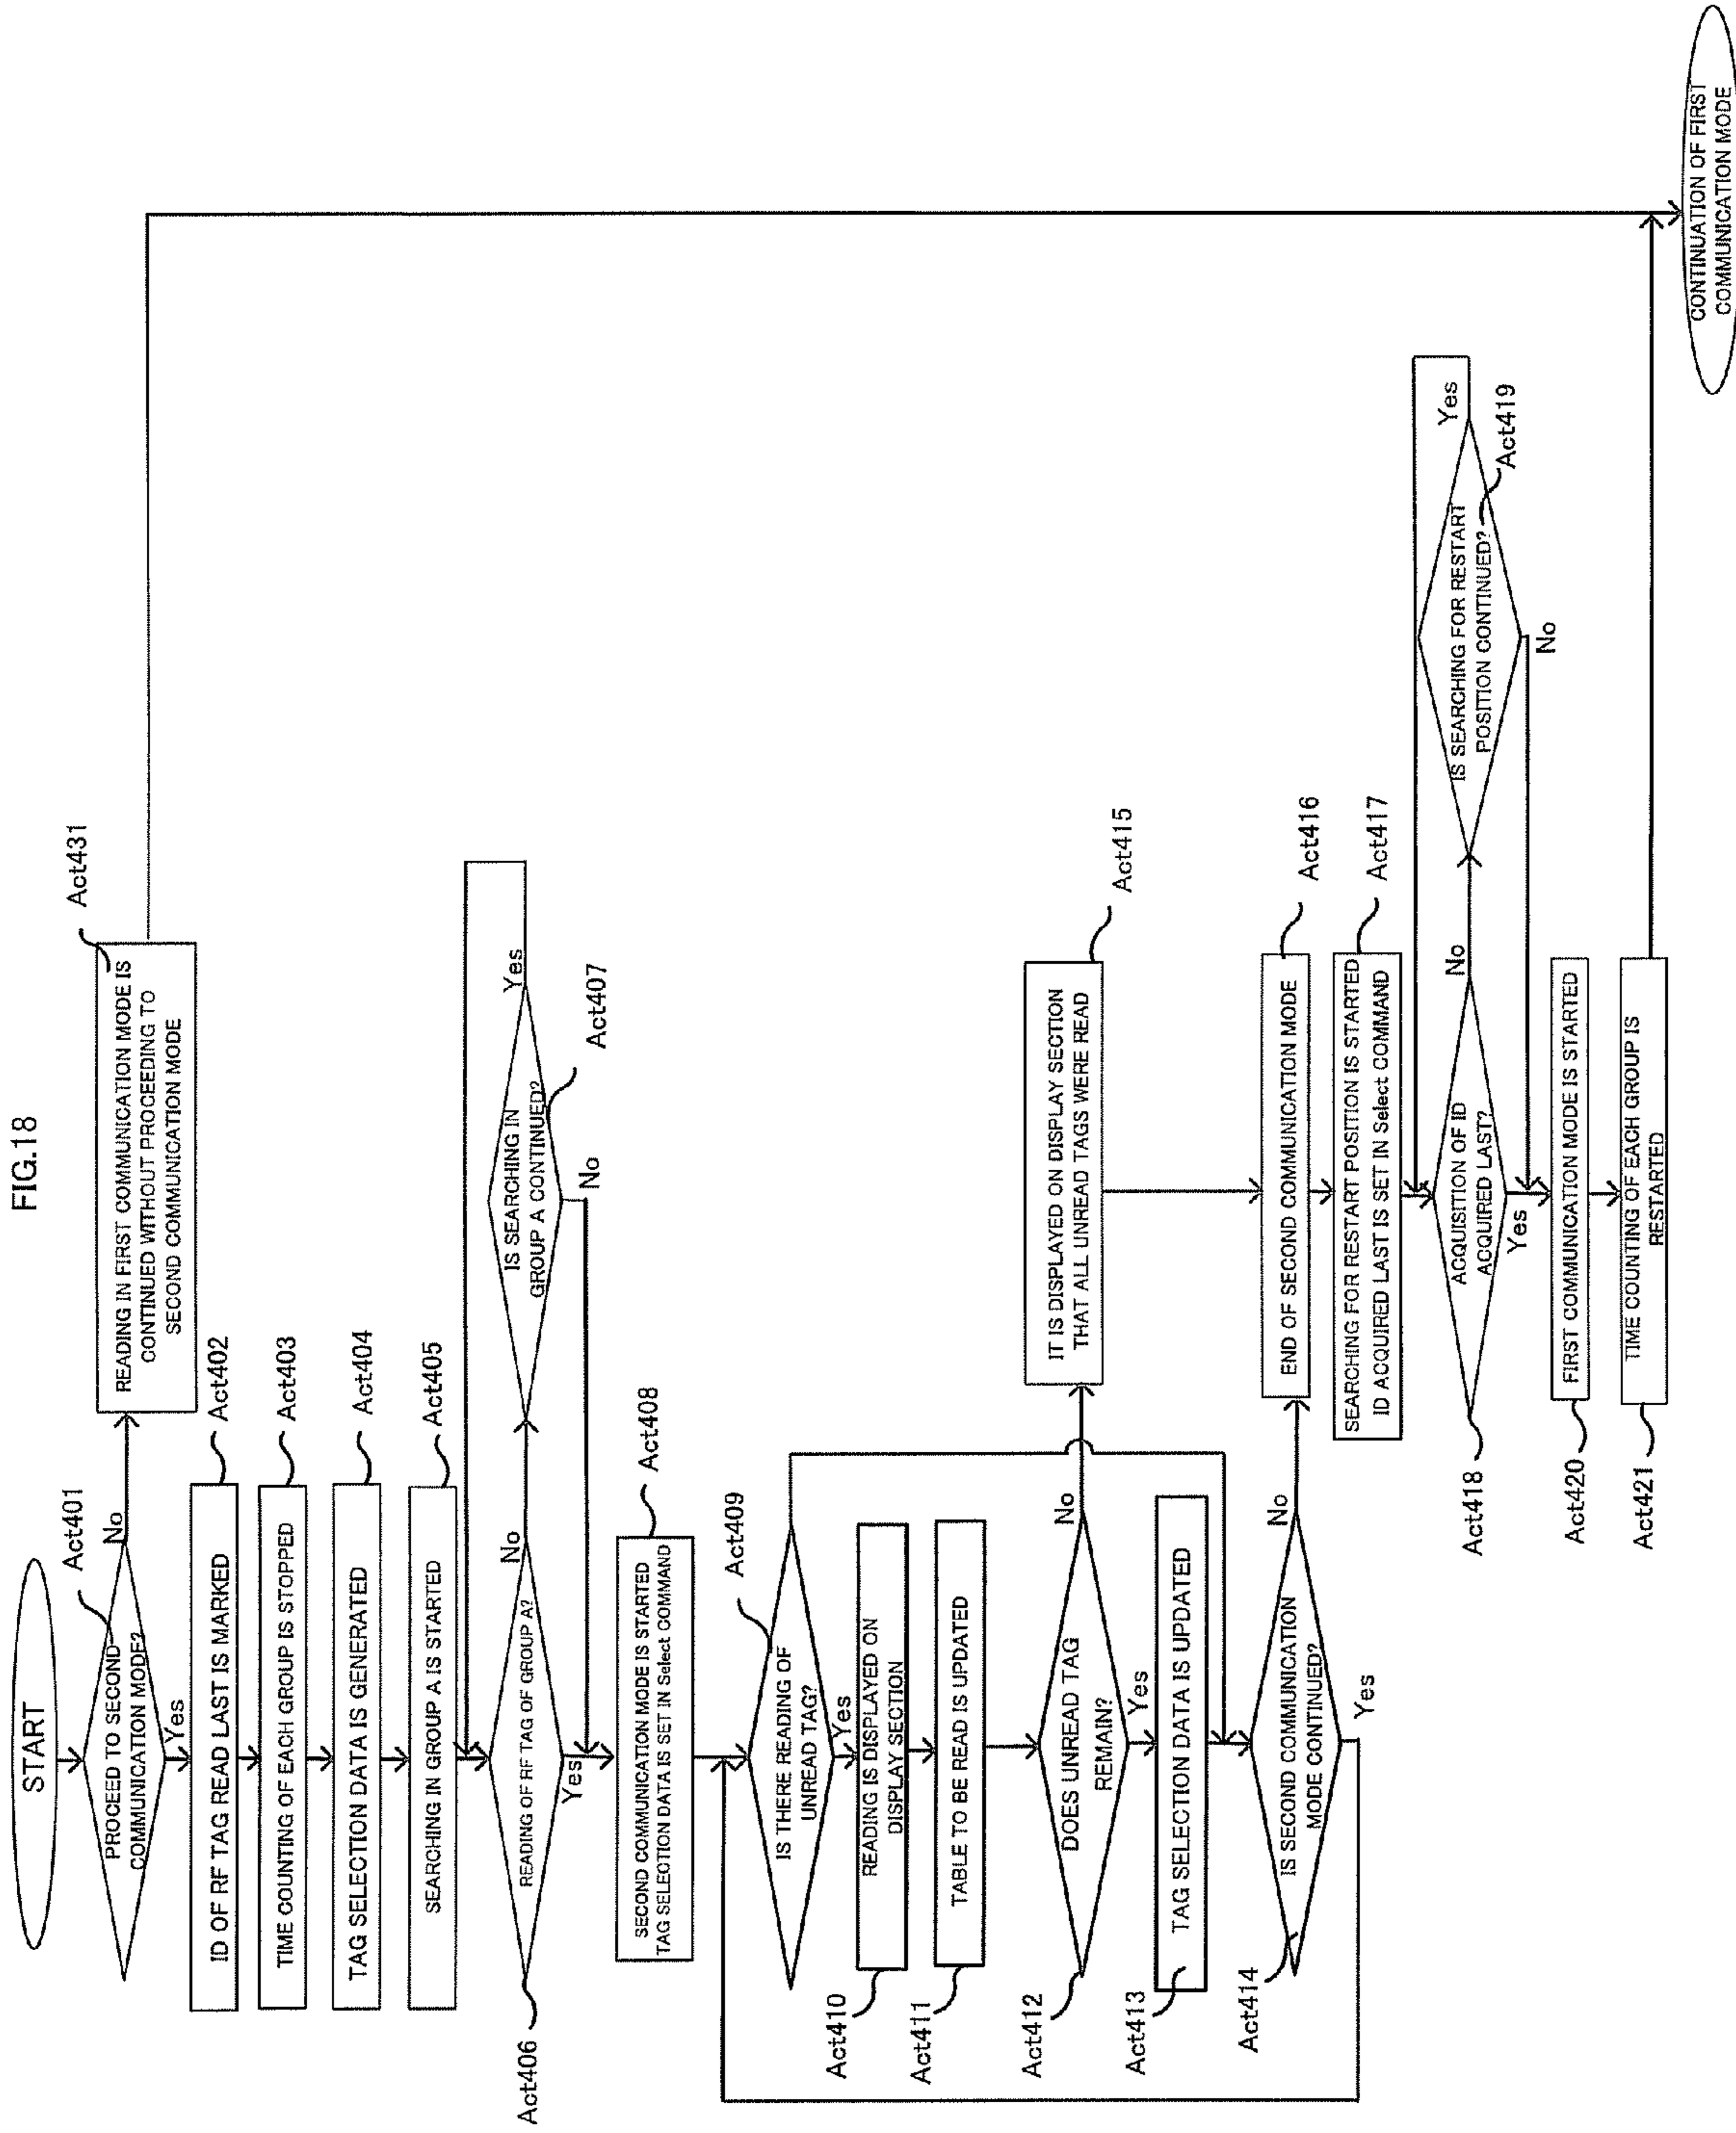 FIG.18
START
Act401
PROCEED TO SECOND
COMMUNICATION MODE?
No
Yes
Act431
READING IN FIRST COMMUNICATION MODE IS
CONTINUED WITHOUT PROCEEDING TO
SECOND COMMUNICATION MODE
ID OF RF TAG READ LAST IS MARKED
Act402
TIME COUNTING OF EACH GROUP IS STOPPED
Act403
TAG SELECTION DATA IS GENERATED
Act404
SEARCHING IN GROUP A IS STARTED
Act405
READING OF RF TAG OF GROUP A?
Act406
No
Yes
IS SEARCHING IN
GROUP A CONTINUED?
Act407
Yes
No
SECOND COMMUNICATION MODE IS STARTED
TAG SELECTION DATA IS SET IN Select COMMAND
Act408
IS THERE READING OF
UNREAD TAG?
Act409
Yes
READING IS DISPLAYED ON
DISPLAY SECTION
Act410
TABLE TO BE READ IS UPDATED
Act411
DOES UNREAD TAG
REMAIN?
Act412
No
Yes
TAG SELECTION DATA IS UPDATED
Act413
IS SECOND COMMUNICATION
MODE CONTINUED?
Act414
No
Yes
IT IS DISPLAYED ON DISPLAY SECTION
THAT ALL UNREAD TAGS WERE READ
Act415
END OF SECOND COMMUNICATION MODE
Act416
SEARCHING FOR RESTART POSITION IS STARTED
ID ACQUIRED LAST IS SET IN Select COMMAND
Act417
ACQUISITION OF ID
ACQUIRED LAST?
Act418
No
Yes
IS SEARCHING FOR RESTART
POSITION CONTINUED?
Act419
Yes
No
FIRST COMMUNICATION MODE IS STARTED
Act420
TIME COUNTING OF EACH GROUP IS
RESTARTED
Act421
CONTINUATION OF FIRST
COMMUNICATION MODE